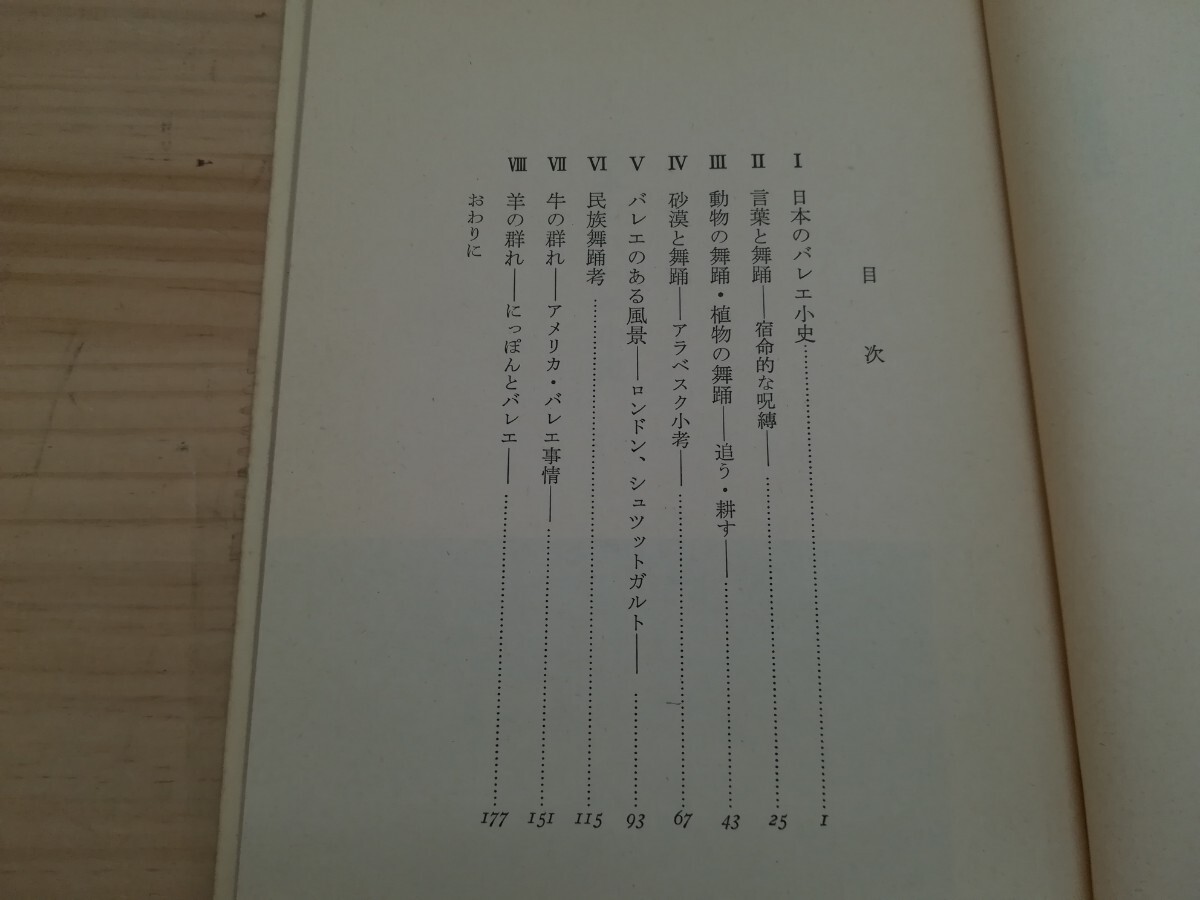 目次
I 日本のバレエ小史……1
II 言葉と舞踊――宿命的な呪縛――……25
III 動物の舞踊・植物の舞踊――追う・耕す――……43
IV 砂漠と舞踊――アラベスク小考――……67
V バレエのある風景――ロンドン、シュツットガルト――……93
VI 民族舞踊考……115
VII 牛の群れ――アメリカ・バレエ事情――……151
VIII 羊の群れ――にっぽんとバレエ――……177
おわりに